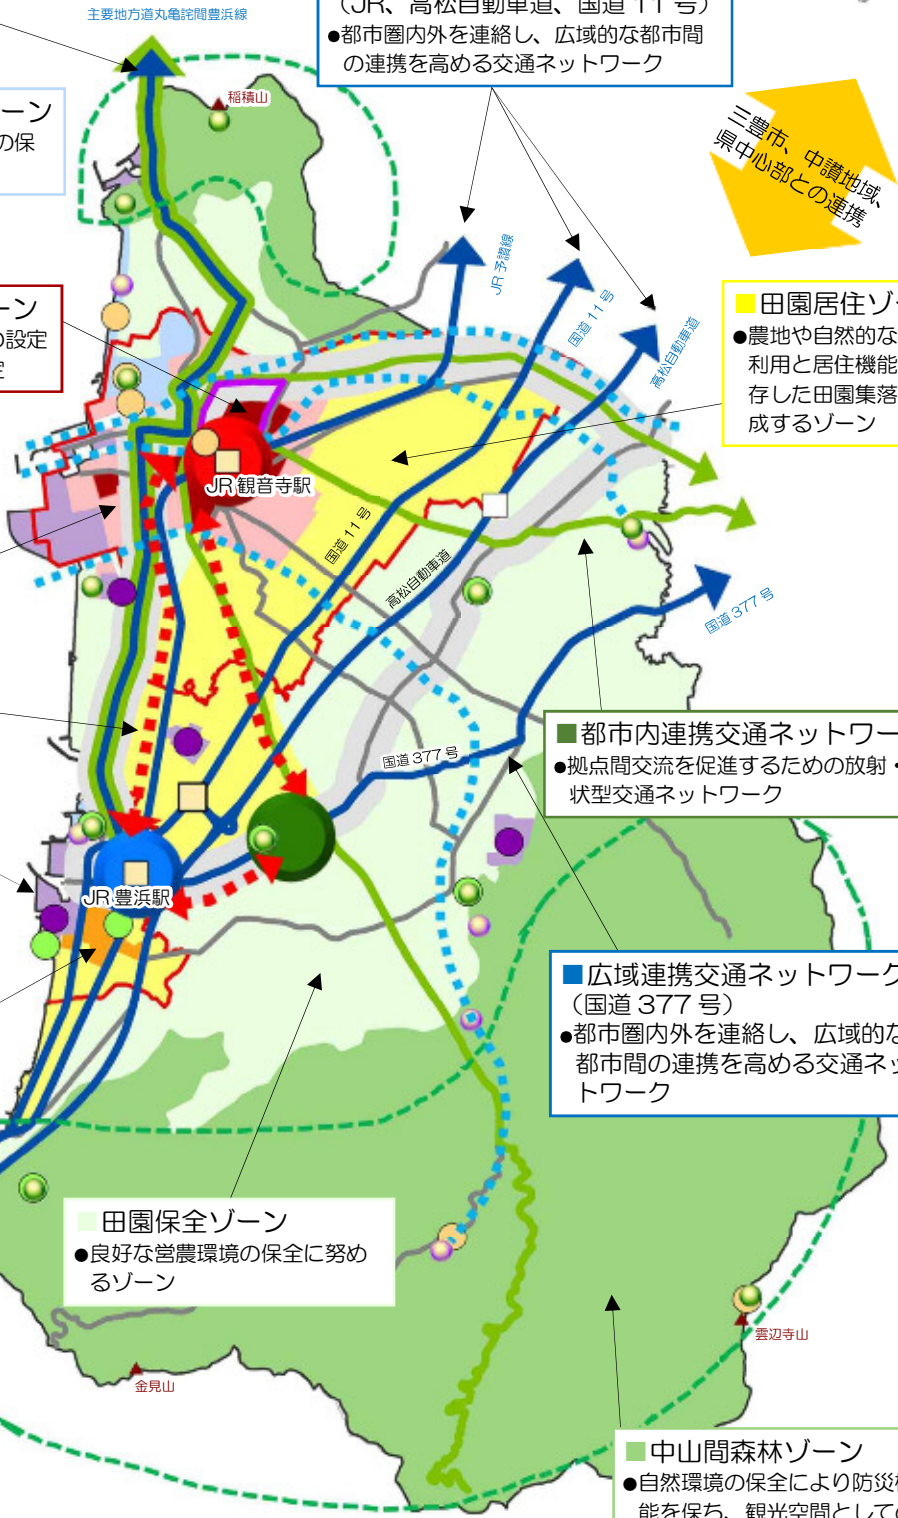 主要地方道丸亀詫間豊浜線
（JR、高松自動車道、国道 11 号）
●都市圏内外を連絡し、広域的な都市間
の連携を高める交通ネットワーク
稲積山
ーン
の保
三豊市、中讃地域、
県中心部との連携
JR 予讃線
国道 11 号
高松自動車道
ーン
の設定
定
■田園居住ゾー
●農地や自然的な
利用と居住機能
存した田園集落
成するゾーン
JR 観音寺駅
国道 11 号
高松自動車道
国道 377 号
■都市内連携交通ネットワー
●拠点間交流を促進するための放射・
状型交通ネットワーク
国道 377 号
JR 豊浜駅
■広域連携交通ネットワーク
（国道 377 号）
●都市圏内外を連絡し、広域的な
都市間の連携を高める交通ネッ
トワーク
田園保全ゾーン
●良好な営農環境の保全に努め
るゾーン
雲辺寺山
金見山
■中山間森林ゾーン
●自然環境の保全により防災機
能を保ち、観光空間としての